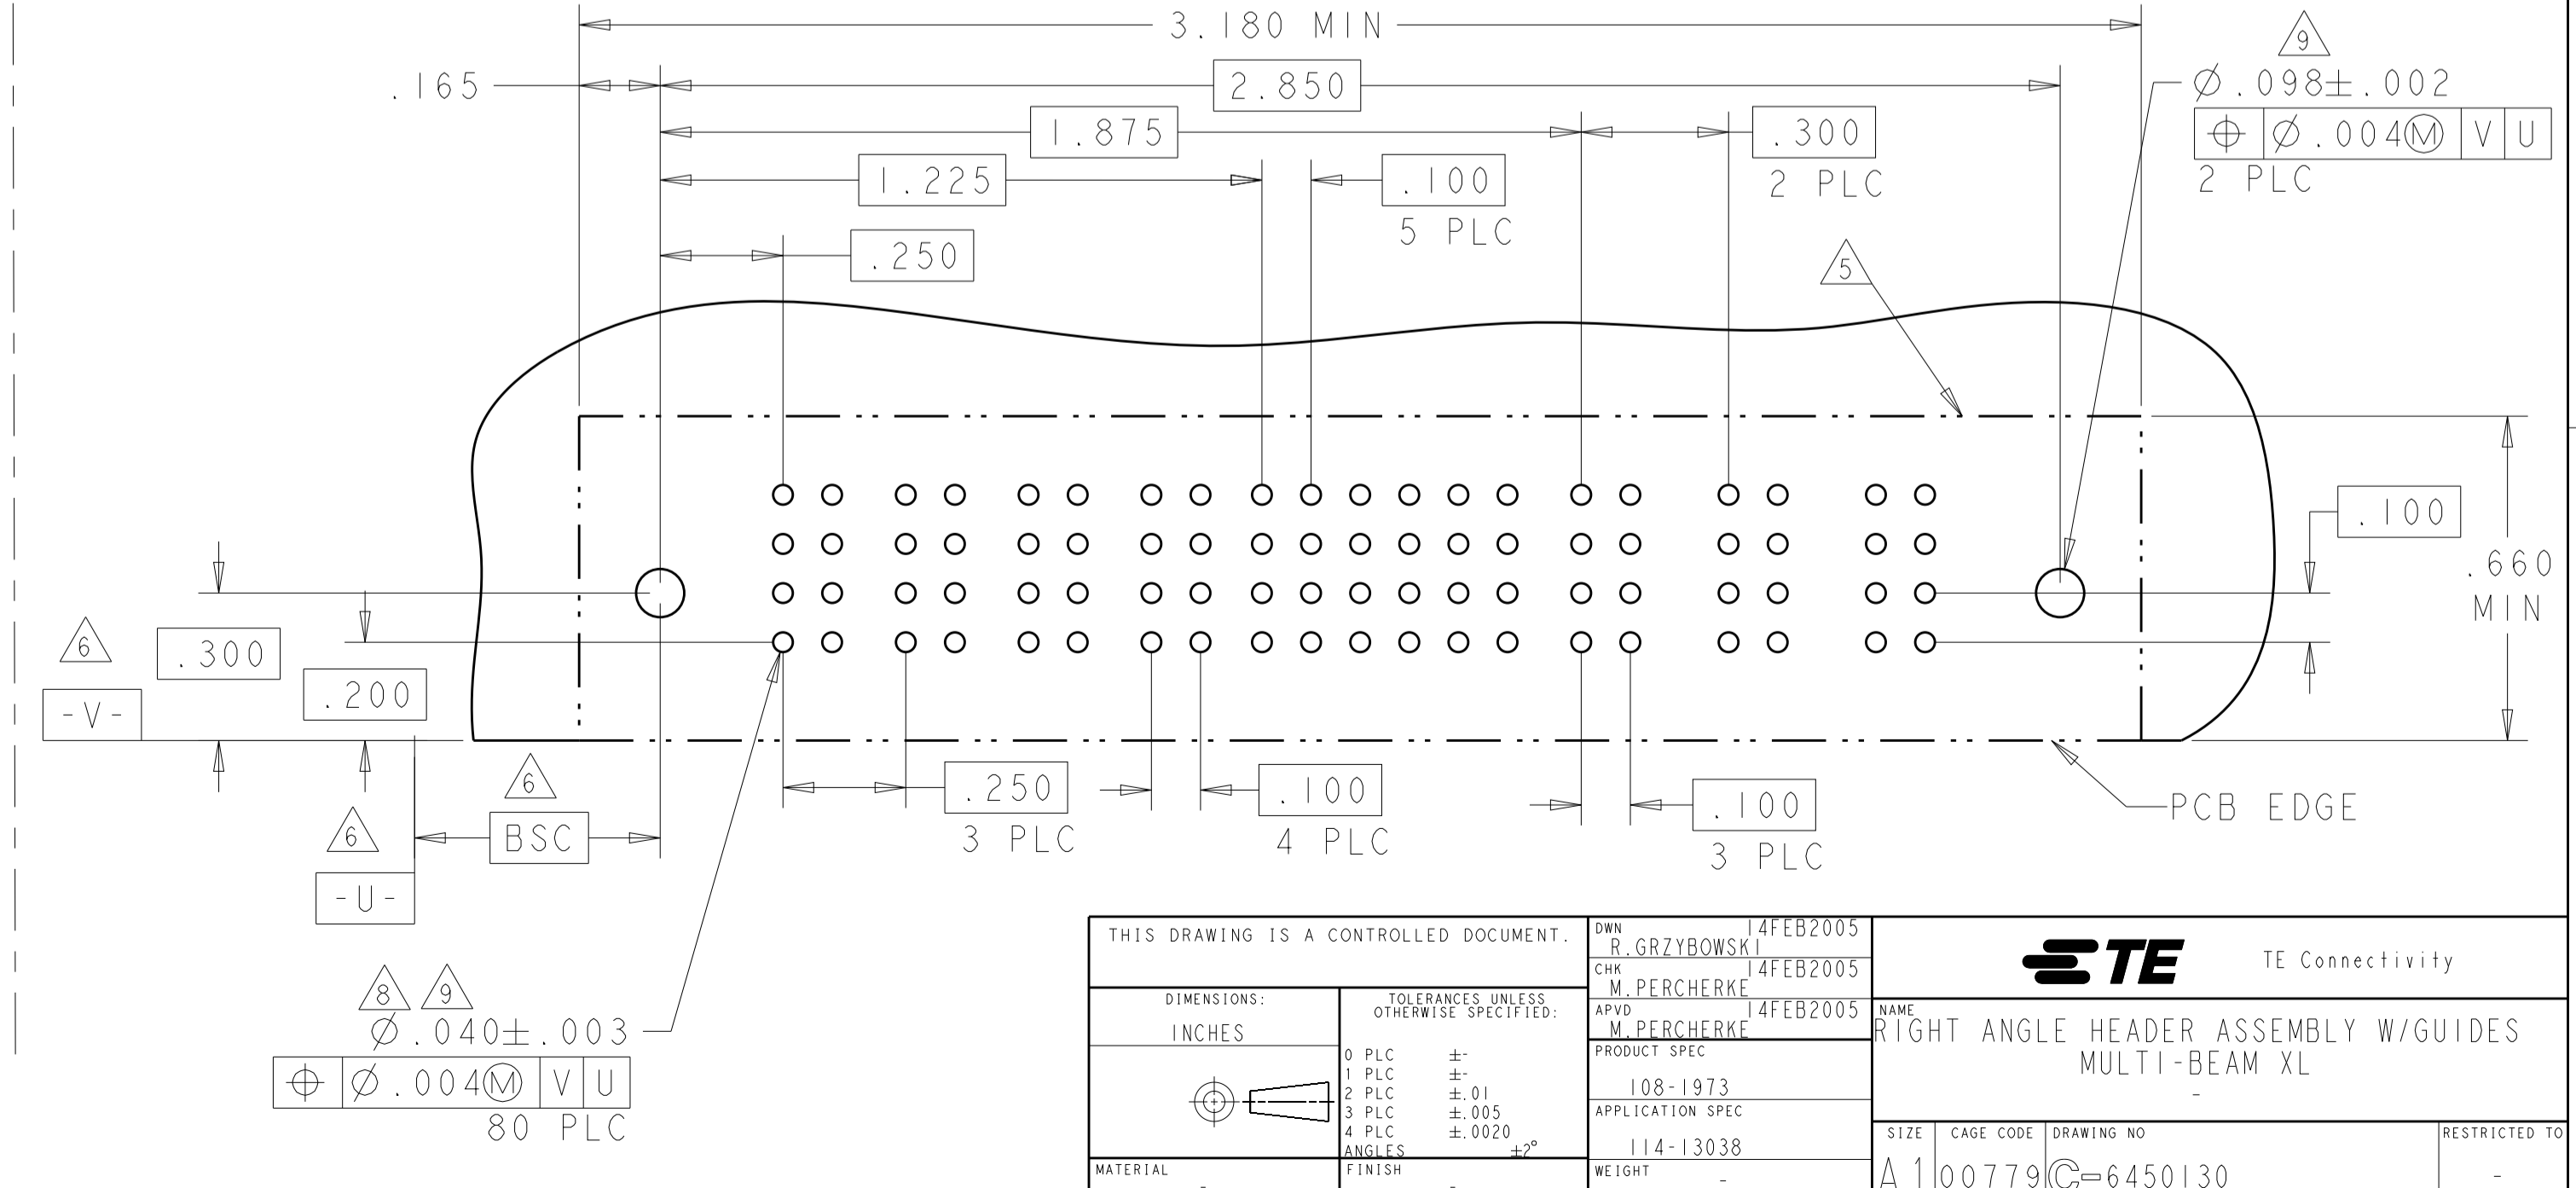 3.180 MIN
.165
2.850
9
Ø.098±.002
⌖ Ø.004Ⓜ V U
2 PLC
1.875
.300
2 PLC
1.225
.100
5 PLC
.250
5
.100
.660
MIN
6
.300
.200
-V-
6
BSC
6
-U-
.250
3 PLC
.100
4 PLC
.100
3 PLC
PCB EDGE
8 9
Ø.040±.003
⌖ Ø.004Ⓜ V U
80 PLC
THIS DRAWING IS A CONTROLLED DOCUMENT.
DIMENSIONS:
INCHES
TOLERANCES UNLESS
OTHERWISE SPECIFIED:
0 PLC ±-
1 PLC ±-
2 PLC ±.01
3 PLC ±.005
4 PLC ±.0020
ANGLES ±2°
MATERIAL
-
FINISH
-
DWN 14FEB2005
R.GRZYBOWSKI
CHK 14FEB2005
M.PERCHERKE
APVD 14FEB2005
M.PERCHERKE
PRODUCT SPEC
108-1973
APPLICATION SPEC
114-13038
WEIGHT
-
TE TE Connectivity
NAME
RIGHT ANGLE HEADER ASSEMBLY W/GUIDES
MULTI-BEAM XL
-
SIZE
A1
CAGE CODE
00779
DRAWING NO
C-6450130
RESTRICTED TO
-